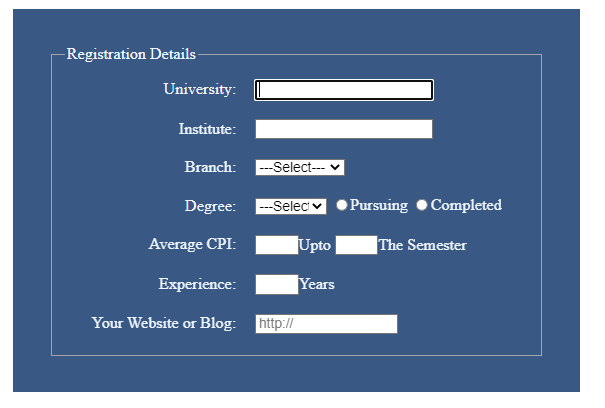 Registration Details
University:
Institute:
Branch: ---Select---
Degree: ---Select Pursuing Completed
Average CPI: Upto The Semester
Experience: Years
Your Website or Blog: http://